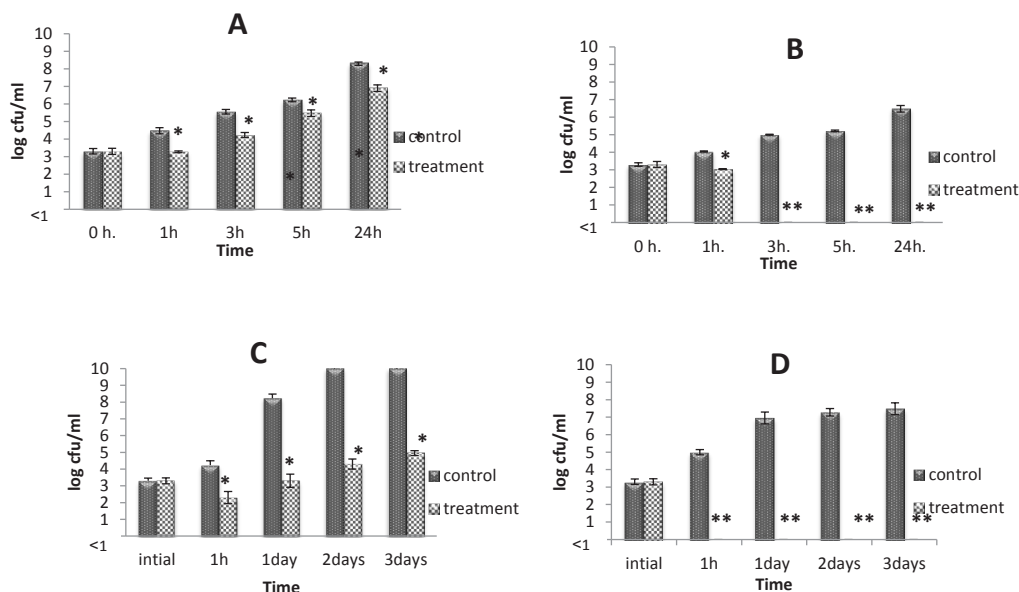 A
log cfu/ml
10
9
8
7
6
5
4
3
2
1
<1
* * * * * * *
control
treatment
0 h. 1h 3h 5h 24h
Time
B
log cfu/ml
10
9
8
7
6
5
4
3
2
1
<1
* ** ** **
control
treatment
0 h. 1h. 3h. 5h. 24h.
Time
C
log cfu/ml
10
9
8
7
6
5
4
3
2
1
<1
* * * *
control
treatment
intial 1h 1day 2days 3days
Time
D
log cfu/ml
10
9
8
7
6
5
4
3
2
1
<1
** ** ** **
control
treatment
intial 1h 1day 2days 3days
Time